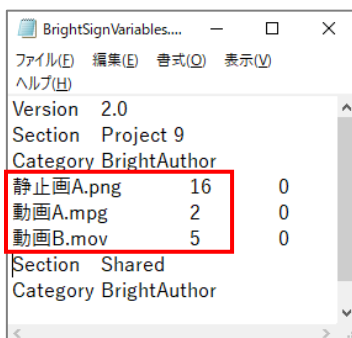 BrightSignVariables....
ファイル(F) 編集(E) 書式(O) 表示(V)
ヘルプ(H)
Version 2.0
Section Project 9
Category BrightAuthor
静止画A.png 16 0
動画A.mpg 2 0
動画B.mov 5 0
Section Shared
Category BrightAuthor